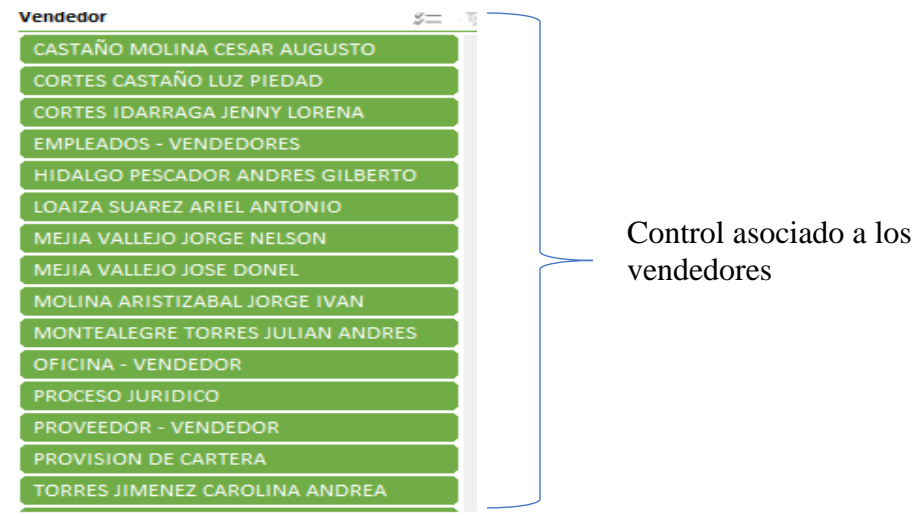 Vendedor
CASTAÑO MOLINA CESAR AUGUSTO
CORTES CASTAÑO LUZ PIEDAD
CORTES IDARRAGA JENNY LORENA
EMPLEADOS - VENDEDORES
HIDALGO PESCADOR ANDRES GILBERTO
LOAIZA SUAREZ ARIEL ANTONIO
MEJIA VALLEJO JORGE NELSON
MEJIA VALLEJO JOSE DONEL
MOLINA ARISTIZABAL JORGE IVAN
MONTEALEGRE TORRES JULIAN ANDRES
OFICINA - VENDEDOR
PROCESO JURIDICO
PROVEEDOR - VENDEDOR
PROVISION DE CARTERA
TORRES JIMENEZ CAROLINA ANDREA
Control asociado a los
vendedores